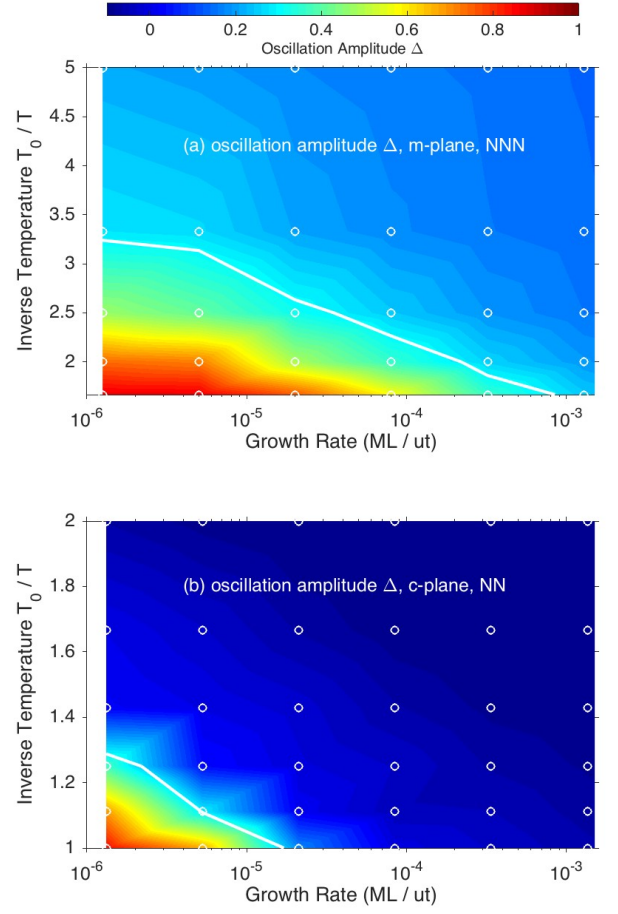 0 0.2 0.4 0.6 0.8 1
Oscillation Amplitude Δ
5
4.5
4
3.5
3
2.5
2
Inverse Temperature T₀ / T
(a) oscillation amplitude Δ, m-plane, NNN
10⁻⁶ 10⁻⁵ 10⁻⁴ 10⁻³
Growth Rate (ML / ut)
2
1.8
1.6
1.4
1.2
1
Inverse Temperature T₀ / T
(b) oscillation amplitude Δ, c-plane, NN
10⁻⁶ 10⁻⁵ 10⁻⁴ 10⁻³
Growth Rate (ML / ut)